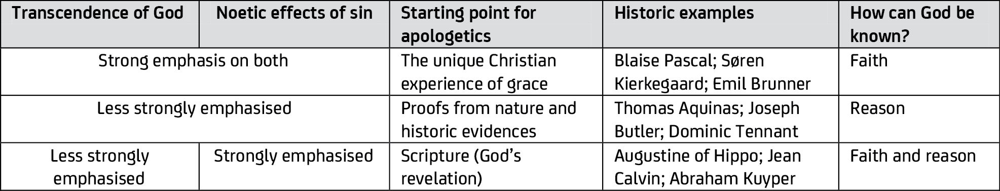 Transcendence of God
Noetic effects of sin
Starting point for
apologetics
Historic examples
How can God be
known?
Strong emphasis on both
The unique Christian
experience of grace
Blaise Pascal; Søren
Kierkegaard; Emil Brunner
Faith
Less strongly emphasised
Proofs from nature and
historic evidences
Thomas Aquinas; Joseph
Butler; Dominic Tennant
Reason
Less strongly
emphasised
Strongly emphasised
Scripture (God’s
revelation)
Augustine of Hippo; Jean
Calvin; Abraham Kuyper
Faith and reason